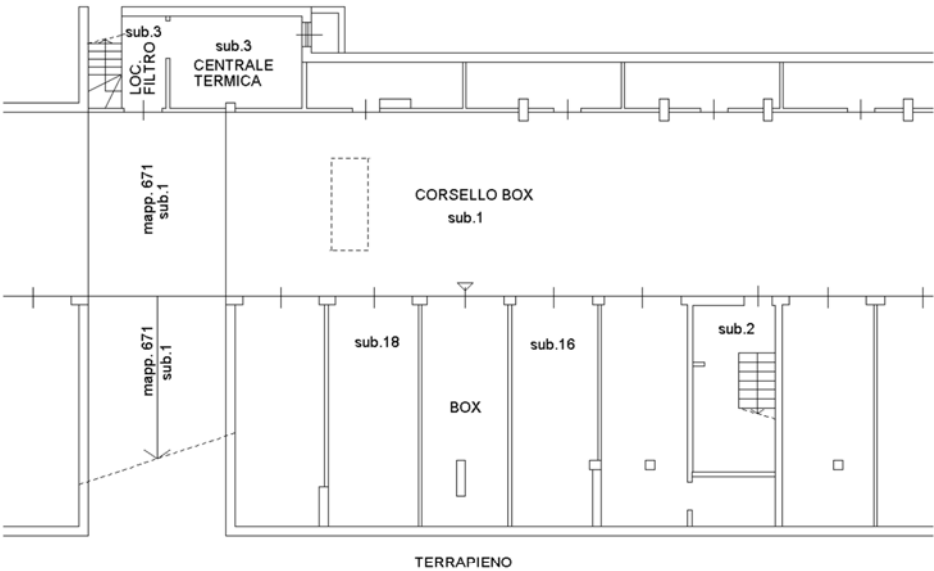 sub.3
LOC.
FILTRO
sub.3
CENTRALE
TERMICA
mapp. 671
sub.1
CORSELLO BOX
sub.1
mapp. 671
sub.1
sub.18
BOX
sub.16
sub.2
TERRAPIENO